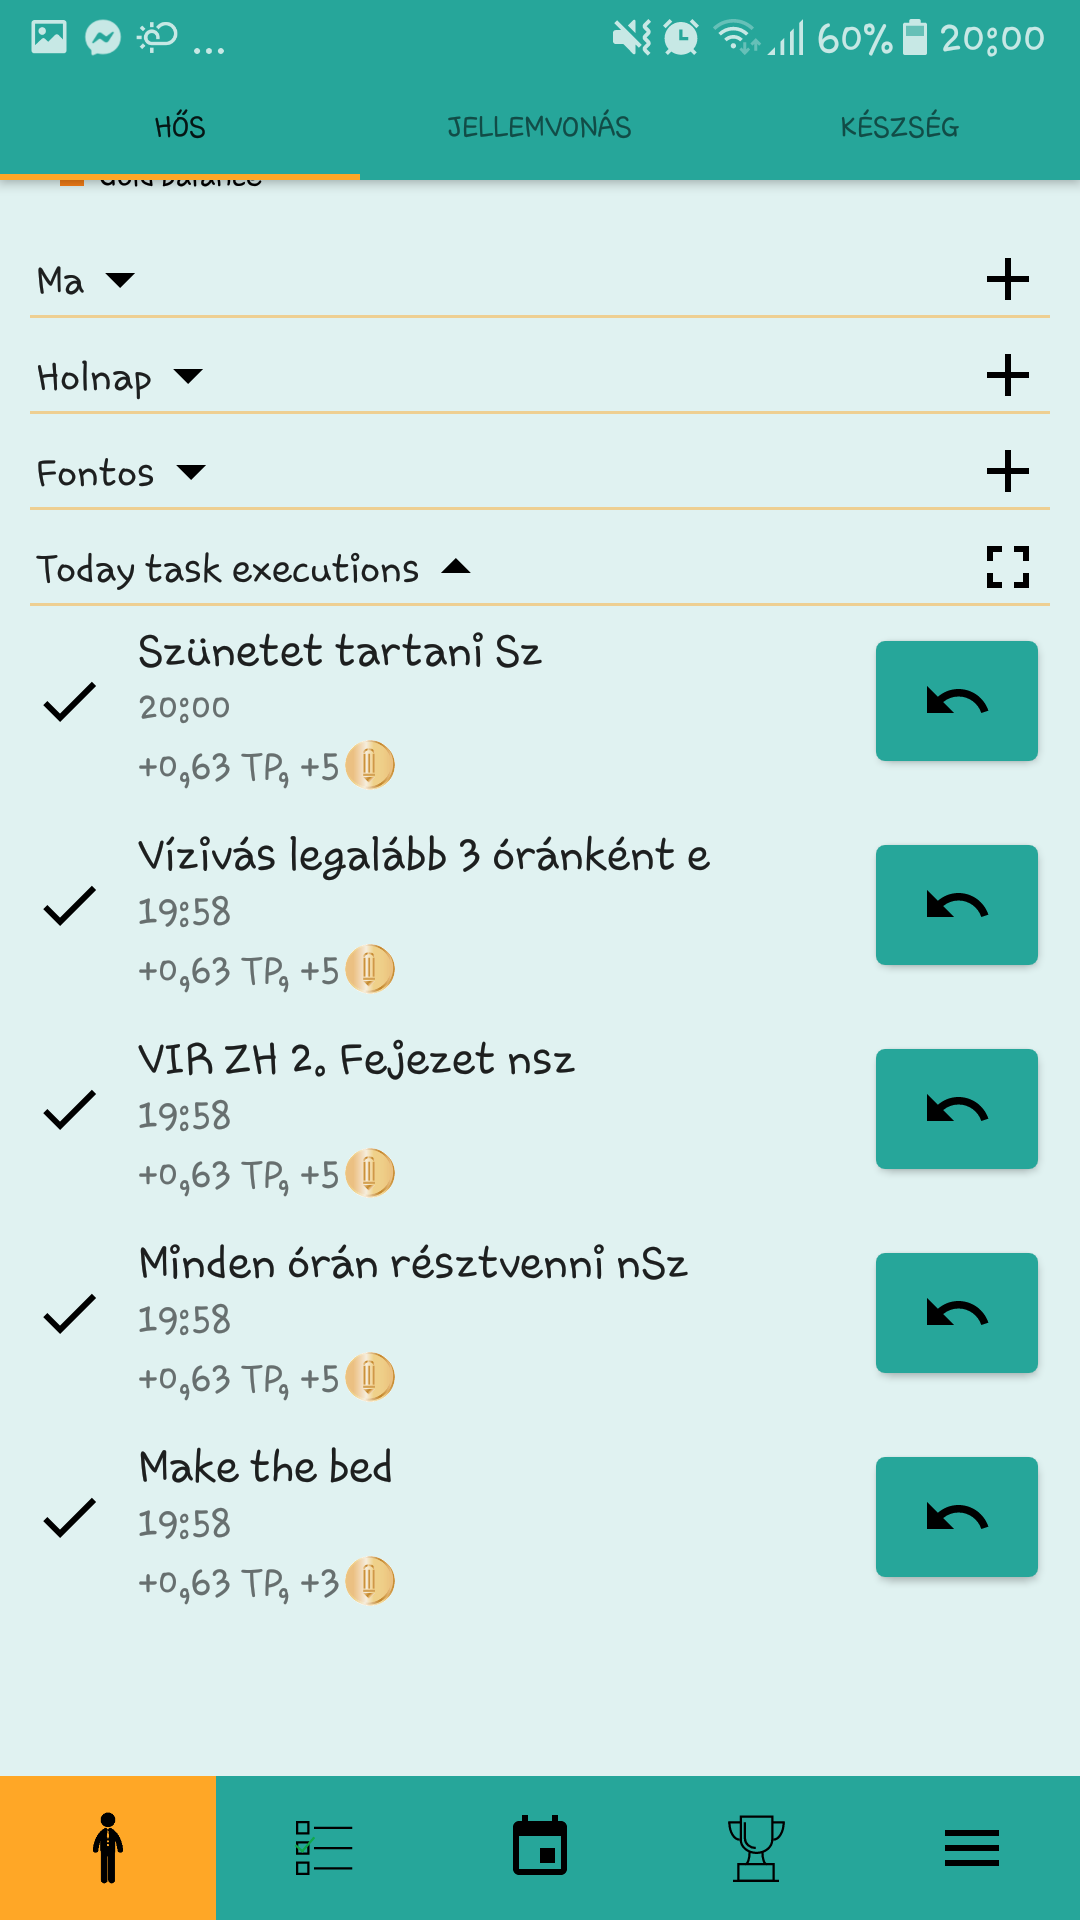 60% 20:00
HŐS JELLEMVONÁS KÉSZSÉG
Gold balance
Ma
Holnap
Fontos
Today task executions
Szünetet tartani Sz
20:00
+0,63 TP, +5
Vízivás legalább 3 óránként e
19:58
+0,63 TP, +5
VIR ZH 2. Fejezet nsz
19:58
+0,63 TP, +5
Minden órán résztvenni nSz
19:58
+0,63 TP, +5
Make the bed
19:58
+0,63 TP, +3